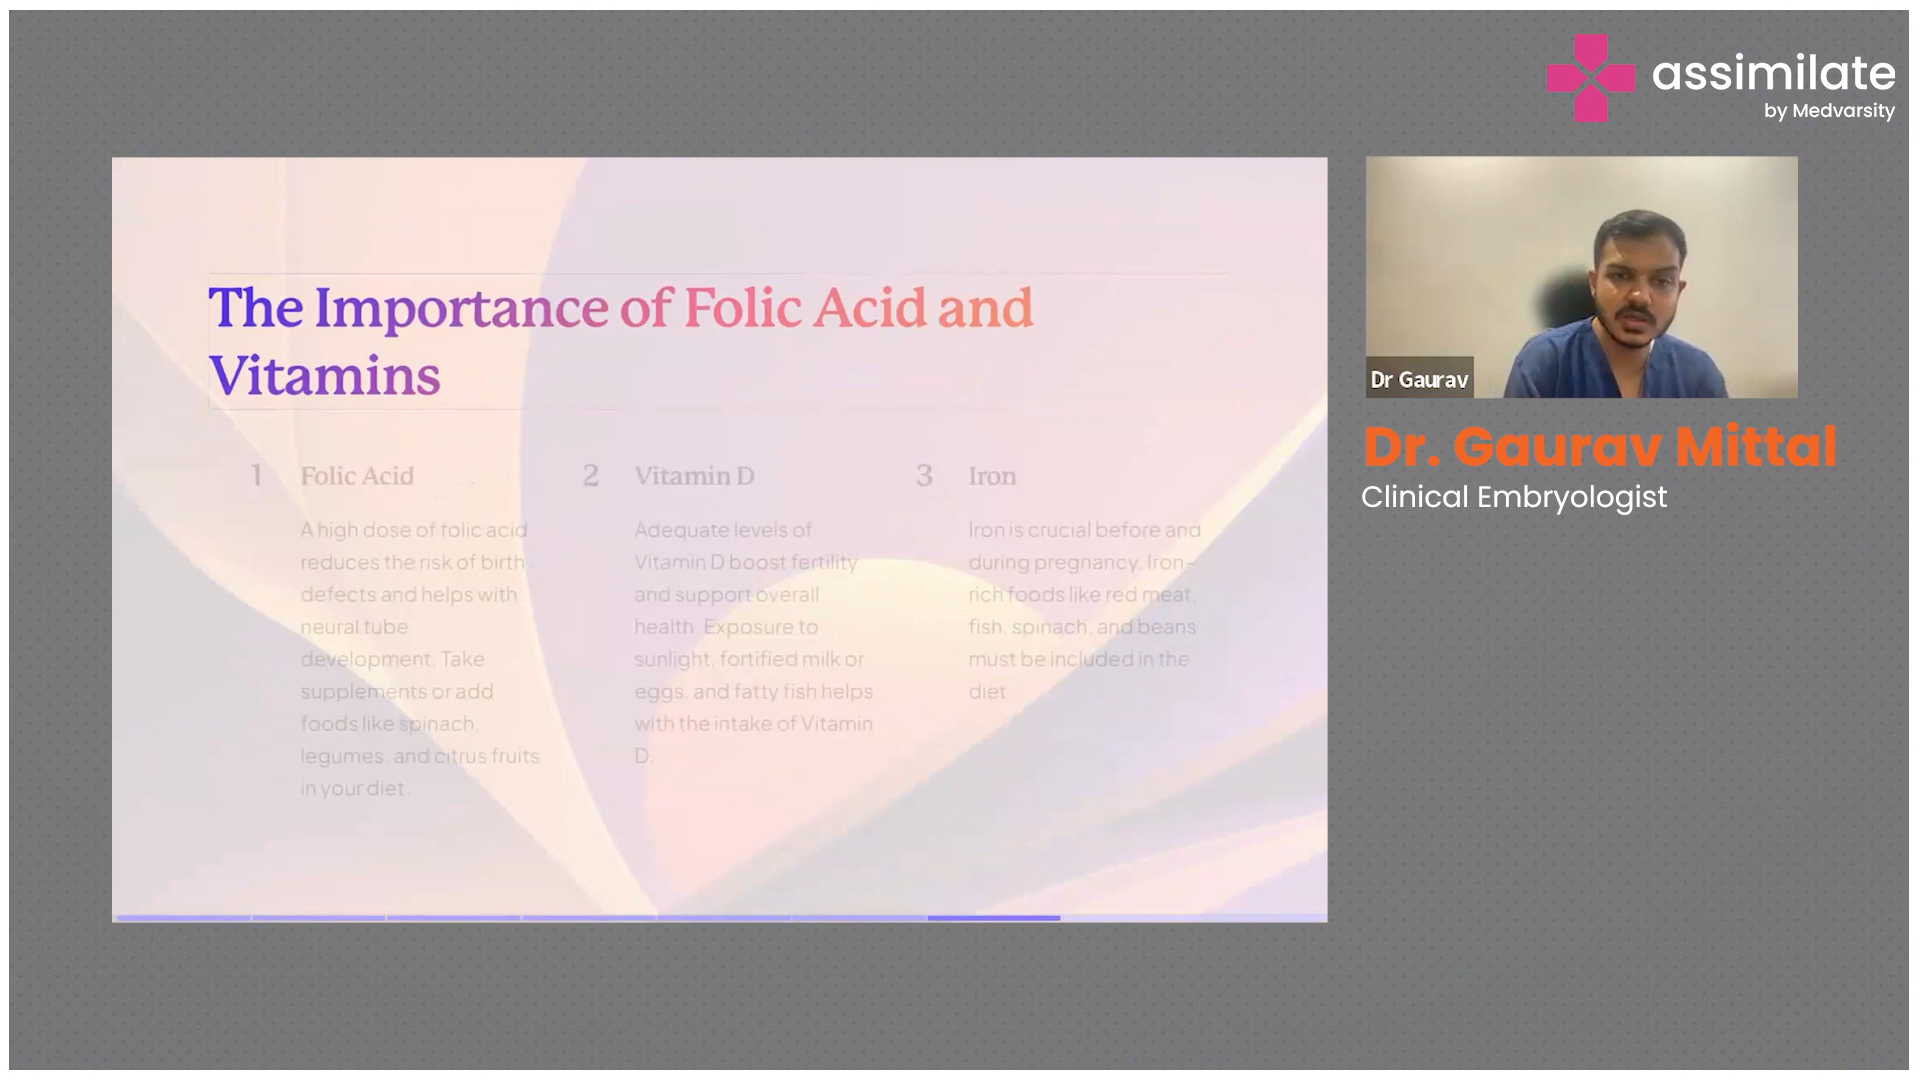 assimilate
by Medvarsity
The Importance of Folic Acid and
Vitamins
1 Folic Acid
A high dose of folic acid
reduces the risk of birth
defects and helps with
neural tube
development. Take
supplements or add
foods like spinach,
legumes, and citrus fruits
in your diet.
2 Vitamin D
Adequate levels of
Vitamin D boost fertility
and support overall
health. Exposure to
sunlight, fortified milk or
eggs, and fatty fish helps
with the intake of Vitamin
D.
3 Iron
Iron is crucial before and
during pregnancy. Iron-
rich foods like red meat,
fish, spinach, and beans
must be included in the
diet
Dr Gaurav
Dr. Gaurav Mittal
Clinical Embryologist